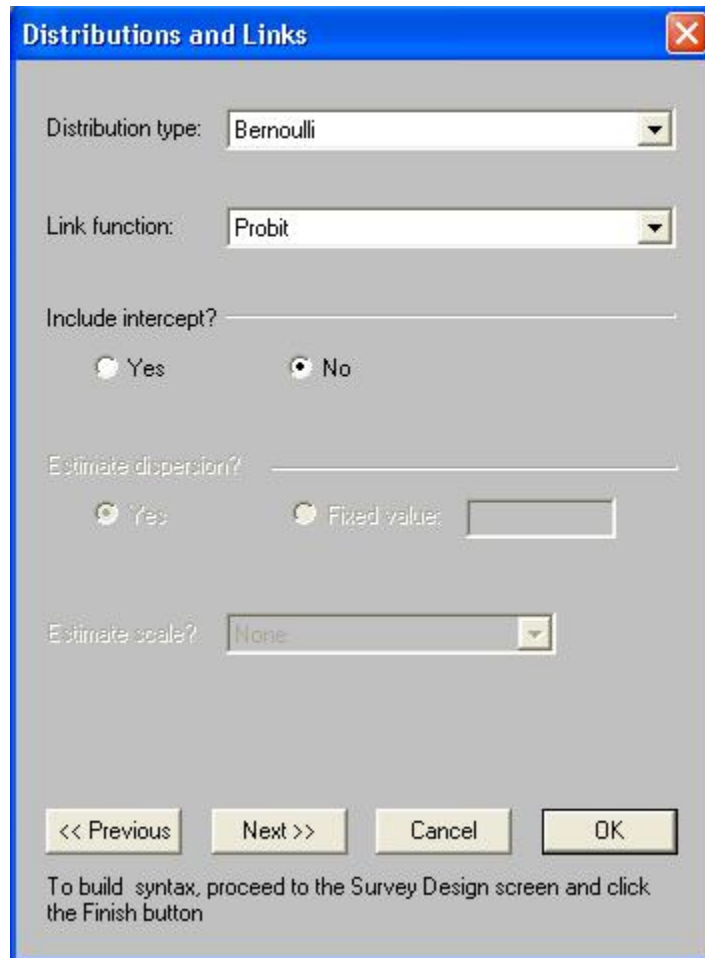 Distributions and Links
Distribution type: Bernoulli
Link function: Probit
Include intercept?
Yes No
Estimate dispersion?
Yes Fixed value:
Estimate scale? None
<< Previous Next >> Cancel OK
To build syntax, proceed to the Survey Design screen and click
the Finish button